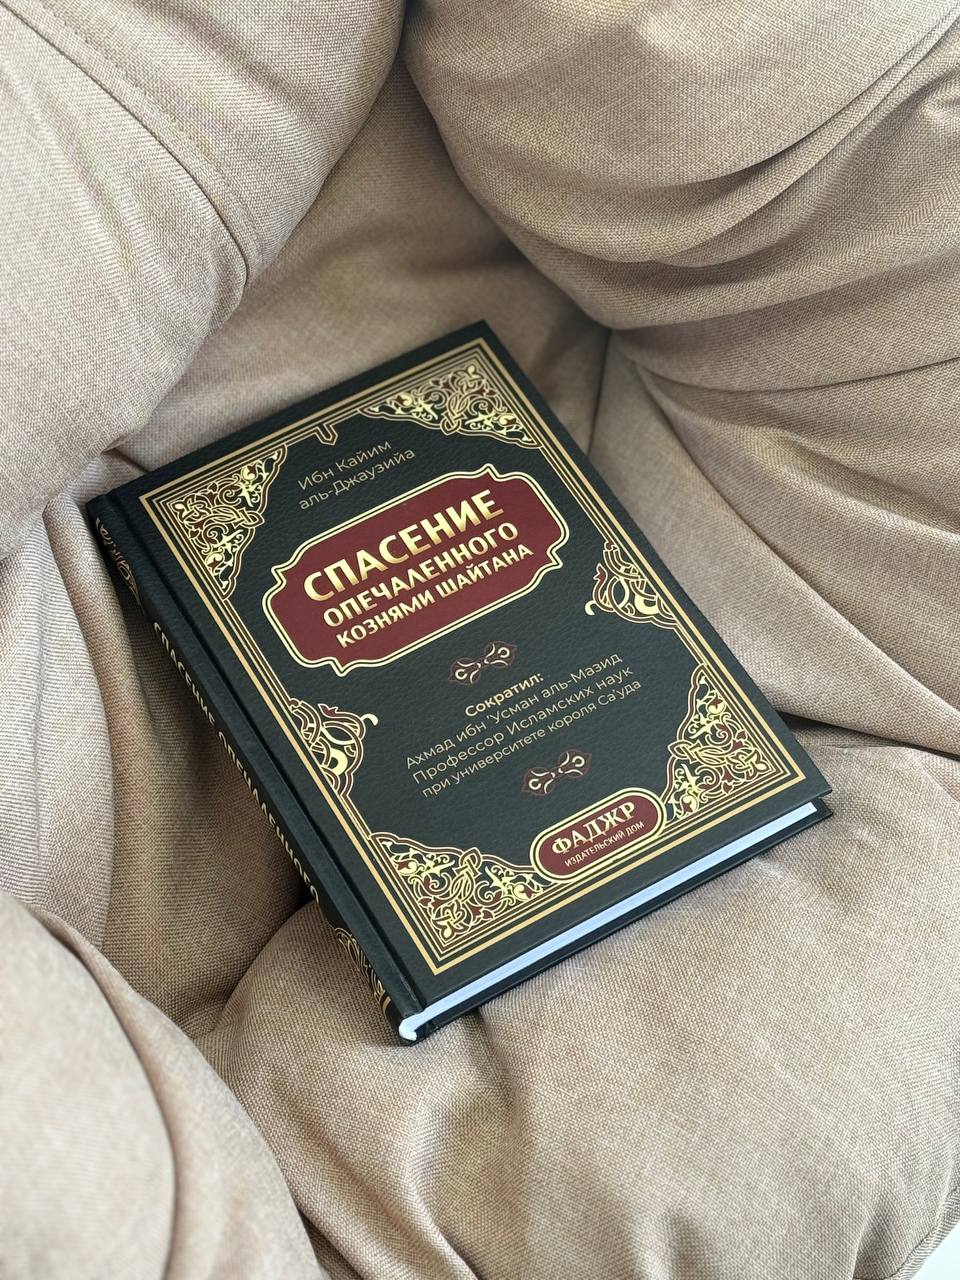 Ибн Кайим
аль-Джаузийа
СПАСЕНИЕ
ОПЕЧАЛЕННОГО
КОЗНЯМИ ШАЙТАНА
Сократил:
Ахмад ибн 'Усман аль-Мазид
Профессор Исламских наук
при университете короля Са'уда
ФАДЖР
ИЗДАТЕЛЬСКИЙ ДОМ
СПАСЕНИЕ ОПЕЧАЛЕННОГО